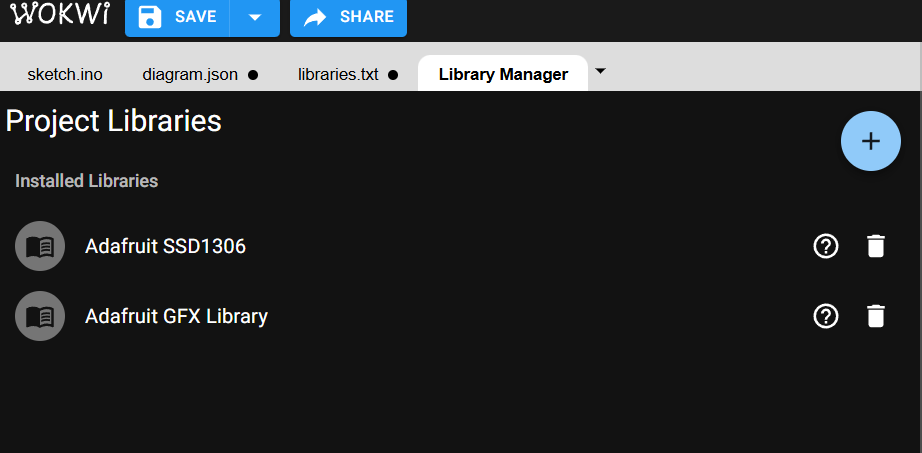 WOKWi
SAVE SHARE
sketch.ino diagram.json ● libraries.txt ● Library Manager
Project Libraries
+
Installed Libraries
Adafruit SSD1306 ?
Adafruit GFX Library ?